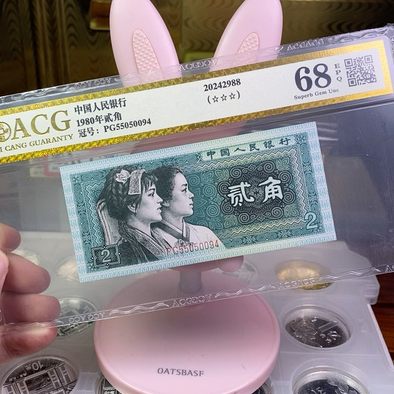 ACG
CANG GUARANTY
中国人民银行
1980年贰角
冠号：PG55050094
20242988
(☆☆☆)
68
EPQ
Superb Gem Unc
中国人民银行
贰角
2
2
PG55050094
OATSBASF